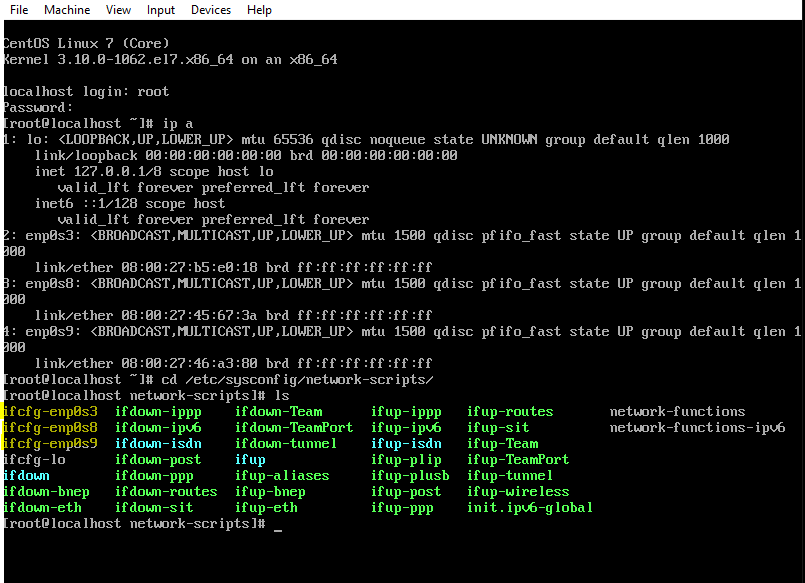 File Machine View Input Devices Help
CentOS Linux 7 (Core)
Kernel 3.10.0-1062.el7.x86_64 on an x86_64
localhost login: root
Password:
[root@localhost ~]# ip a
1: lo: <LOOPBACK,UP,LOWER_UP> mtu 65536 qdisc noqueue state UNKNOWN group default qlen 1000
link/loopback 00:00:00:00:00:00 brd 00:00:00:00:00:00
inet 127.0.0.1/8 scope host lo
valid_lft forever preferred_lft forever
inet6 ::1/128 scope host
valid_lft forever preferred_lft forever
2: enp0s3: <BROADCAST,MULTICAST,UP,LOWER_UP> mtu 1500 qdisc pfifo_fast state UP group default qlen 1
000
link/ether 08:00:27:b5:e0:18 brd ff:ff:ff:ff:ff:ff
3: enp0s8: <BROADCAST,MULTICAST,UP,LOWER_UP> mtu 1500 qdisc pfifo_fast state UP group default qlen 1
000
link/ether 08:00:27:45:67:3a brd ff:ff:ff:ff:ff:ff
4: enp0s9: <BROADCAST,MULTICAST,UP,LOWER_UP> mtu 1500 qdisc pfifo_fast state UP group default qlen 1
000
link/ether 08:00:27:46:a3:80 brd ff:ff:ff:ff:ff:ff
[root@localhost ~]# cd /etc/sysconfig/network-scripts/
[root@localhost network-scripts]# ls
ifcfg-enp0s3 ifdown-ippp ifdown-Team ifup-ippp ifup-routes network-functions
ifcfg-enp0s8 ifdown-ipv6 ifdown-TeamPort ifup-ipv6 ifup-sit network-functions-ipv6
ifcfg-enp0s9 ifdown-isdn ifdown-tunnel ifup-isdn ifup-Team
ifcfg-lo ifdown-post ifup ifup-plip ifup-TeamPort
ifdown ifdown-ppp ifup-aliases ifup-plusb ifup-tunnel
ifdown-bnep ifdown-routes ifup-bnep ifup-post ifup-wireless
ifdown-eth ifdown-sit ifup-eth ifup-ppp init.ipv6-global
[root@localhost network-scripts]# _